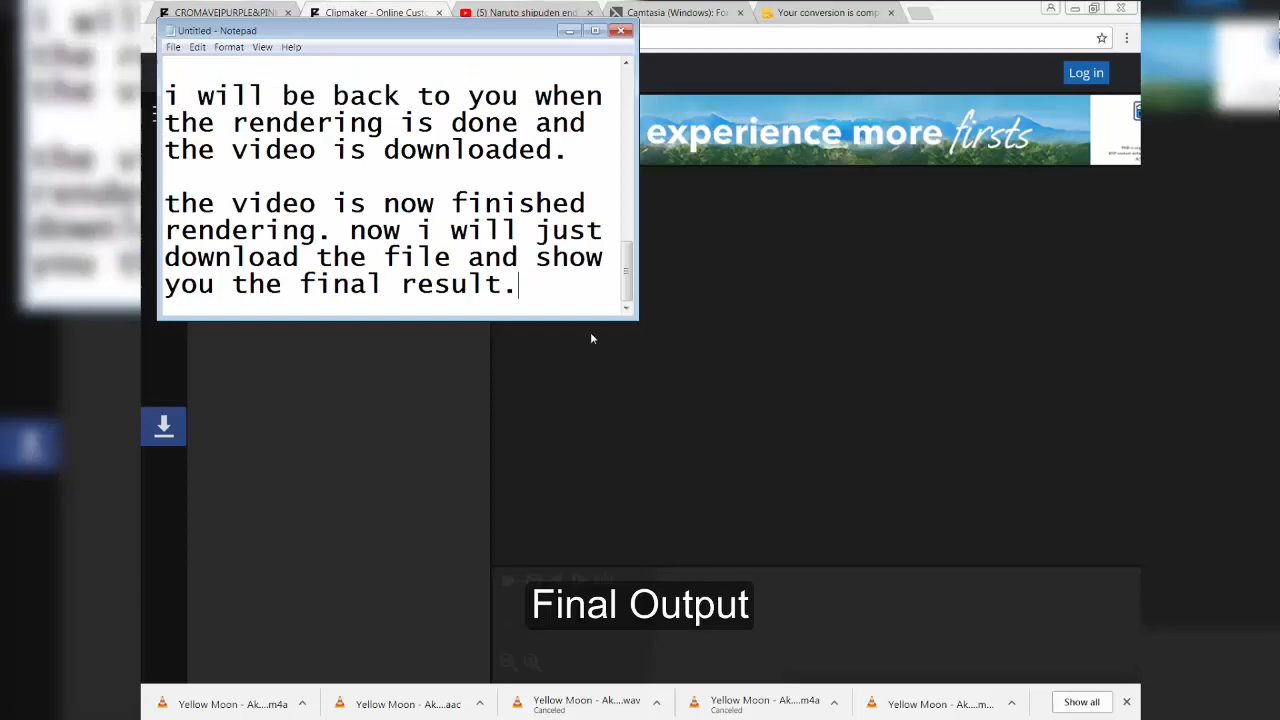 CROMAVE|PURPLE&PIN
Clipmaker - Online Cust
(5) Naruto shipuden end
Camtasia (Windows): Fo
Your conversion is comp
Untitled - Notepad
File Edit Format View Help
Log in
i will be back to you when
the rendering is done and
the video is downloaded.
the video is now finished
rendering. now i will just
download the file and show
you the final result.
experience more firsts
Final Output
Yellow Moon - Ak....m4a
Yellow Moon - Ak....aac
Yellow Moon - Ak....wav
Canceled
Yellow Moon - Ak....m4a
Canceled
Yellow Moon - Ak....m...
Show all